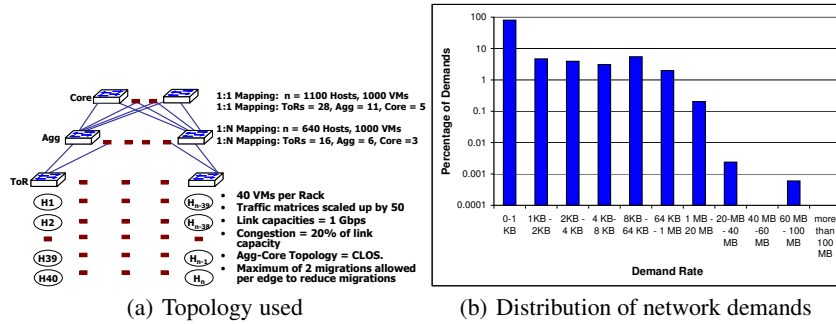 Core
1:1 Mapping: n = 1100 Hosts, 1000 VMs
1:1 Mapping: ToRs = 28, Agg = 11, Core = 5
Agg
1:N Mapping: n = 640 Hosts, 1000 VMs
1:N Mapping: ToRs = 16, Agg = 6, Core =3
ToR
H1
H2
H39
H40
Hn-39
Hn-38
Hn-1
Hn
• 40 VMs per Rack
• Traffic matrices scaled up by 50
• Link capacities = 1 Gbps
• Congestion = 20% of link capacity
• Agg-Core Topology = CLOS.
• Maximum of 2 migrations allowed per edge to reduce migrations
(a) Topology used
Percentage of Demands
100
10
1
0.1
0.01
0.001
0.0001
0-1 KB
1KB - 2KB
2KB - 4 KB
4 KB- 8 KB
8KB - 64 KB
64 KB - 1 MB
1 MB - 20 MB
20-MB - 40 MB
40 MB -60 MB
60 MB - 100 MB
more than 100 MB
Demand Rate
(b) Distribution of network demands